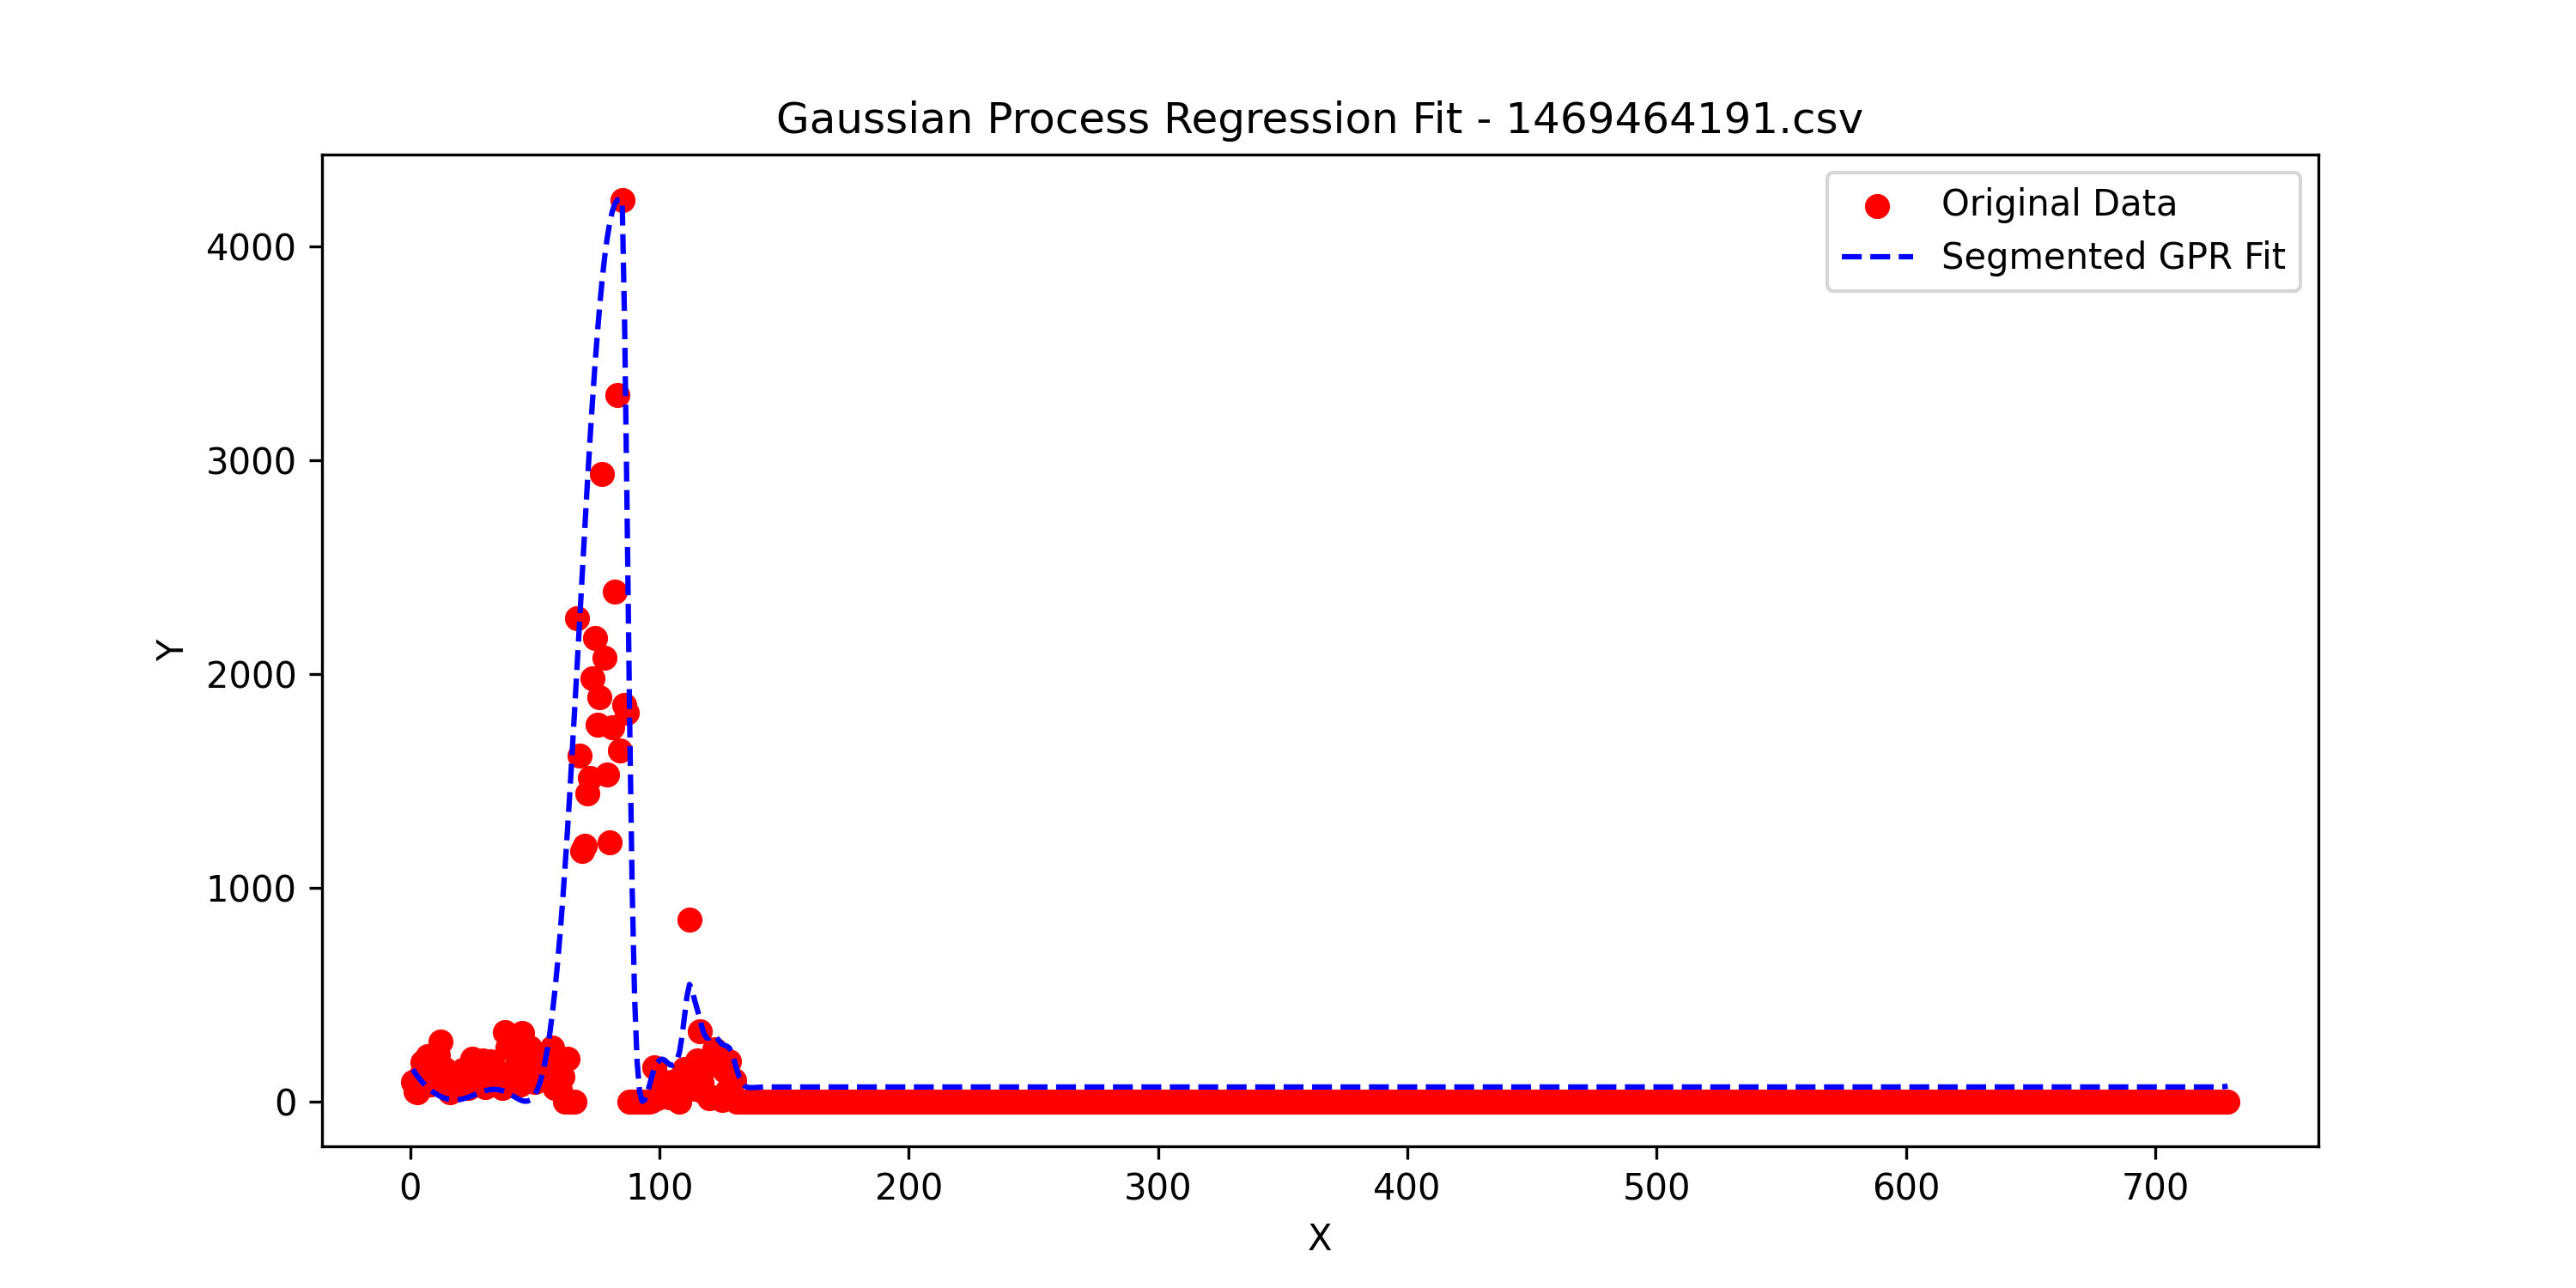 Gaussian Process Regression Fit - 1469464191.csv
Original Data
Segmented GPR Fit
4000
3000
2000
1000
0
Y
0 100 200 300 400 500 600 700
X